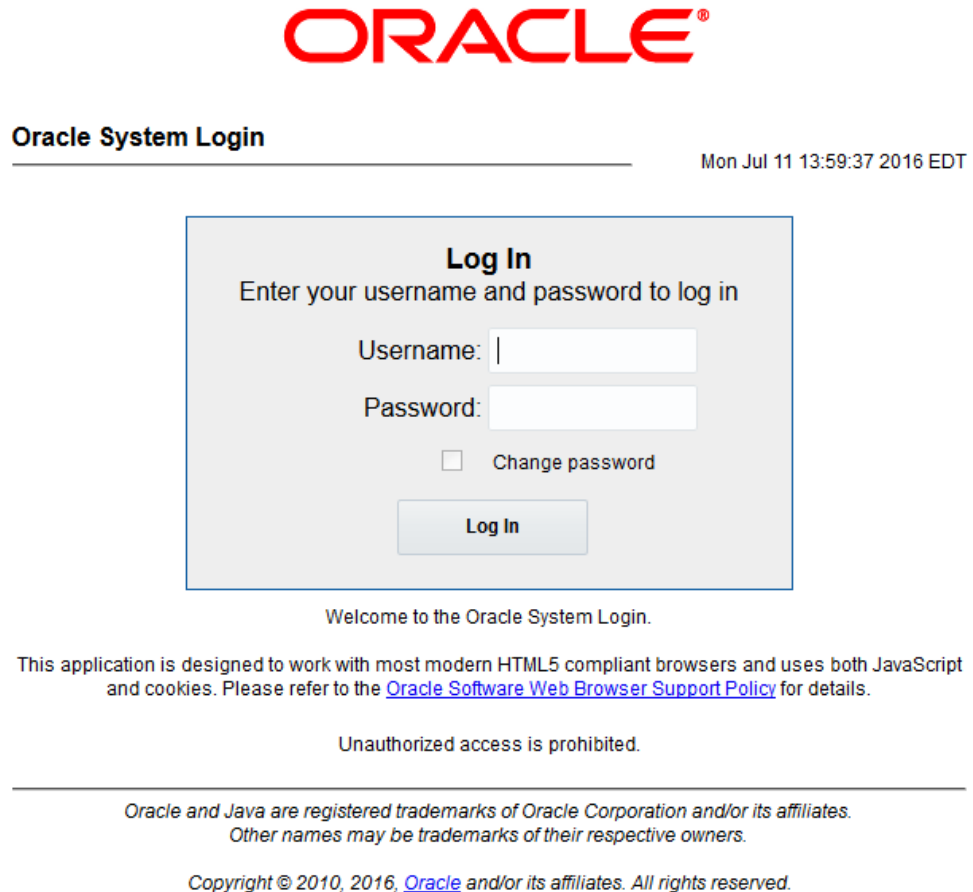 ORACLE®
Oracle System Login
Mon Jul 11 13:59:37 2016 EDT
Log In
Enter your username and password to log in
Username:
Password:
Change password
Log In
Welcome to the Oracle System Login.
This application is designed to work with most modern HTML5 compliant browsers and uses both JavaScript
and cookies. Please refer to the Oracle Software Web Browser Support Policy for details.
Unauthorized access is prohibited.
Oracle and Java are registered trademarks of Oracle Corporation and/or its affiliates.
Other names may be trademarks of their respective owners.
Copyright © 2010, 2016, Oracle and/or its affiliates. All rights reserved.